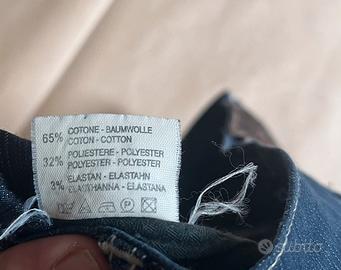 65% COTONE - BAUMWOLLE
COTON - COTTON
32% POLIESTERE - POLYESTER
POLYESTER - POLYESTER
3% ELASTAN - ELASTAHN
ELASTHANNA - ELASTANA
P
subito